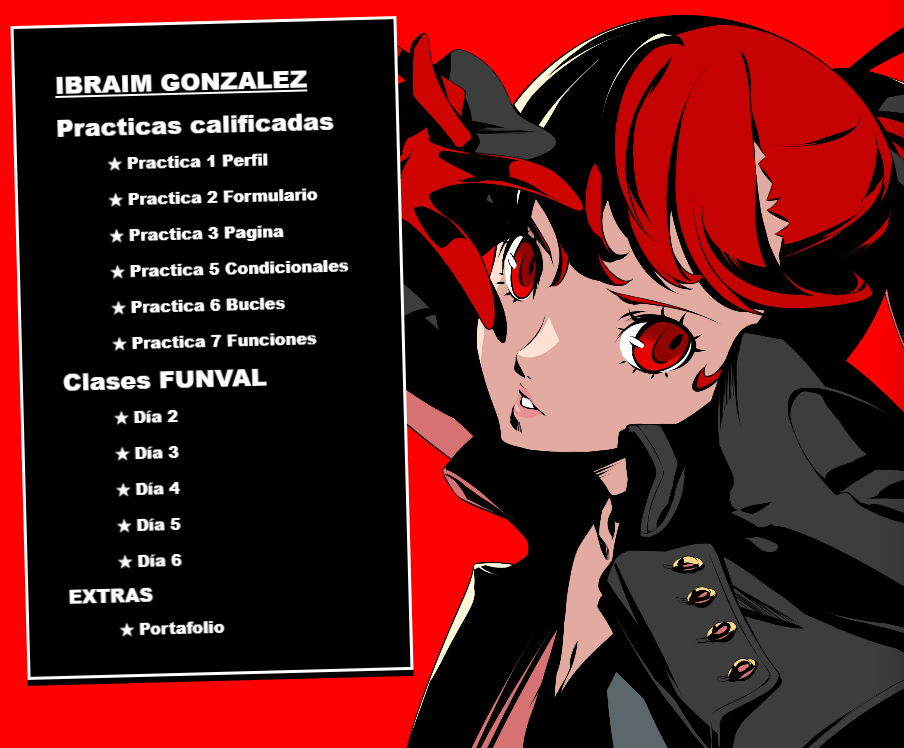 IBRAIM GONZALEZ
Practicas calificadas
★ Practica 1 Perfil
★ Practica 2 Formulario
★ Practica 3 Pagina
★ Practica 5 Condicionales
★ Practica 6 Bucles
★ Practica 7 Funciones
Clases FUNVAL
★ Día 2
★ Día 3
★ Día 4
★ Día 5
★ Día 6
EXTRAS
★ Portafolio